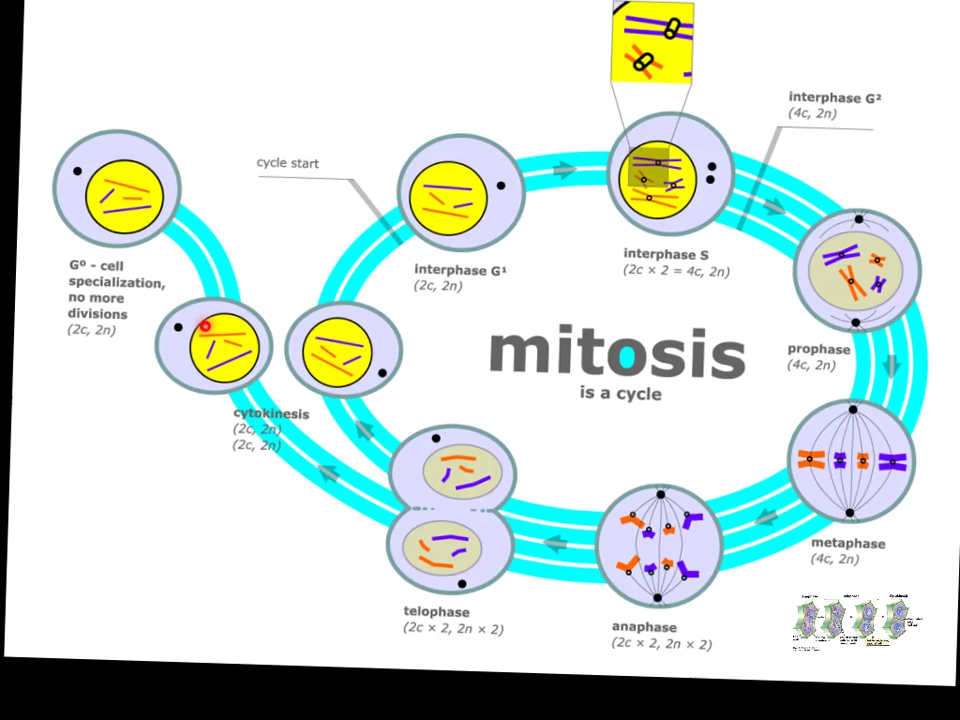 interphase G²
(4c, 2n)
cycle start
interphase S
(2c × 2 = 4c, 2n)
interphase G¹
(2c, 2n)
G⁰ - cell
specialization,
no more
divisions
(2c, 2n)
mitosis
is a cycle
prophase
(4c, 2n)
cytokinesis
(2c, 2n)
(2c, 2n)
metaphase
(4c, 2n)
telophase
(2c × 2, 2n × 2)
anaphase
(2c × 2, 2n × 2)